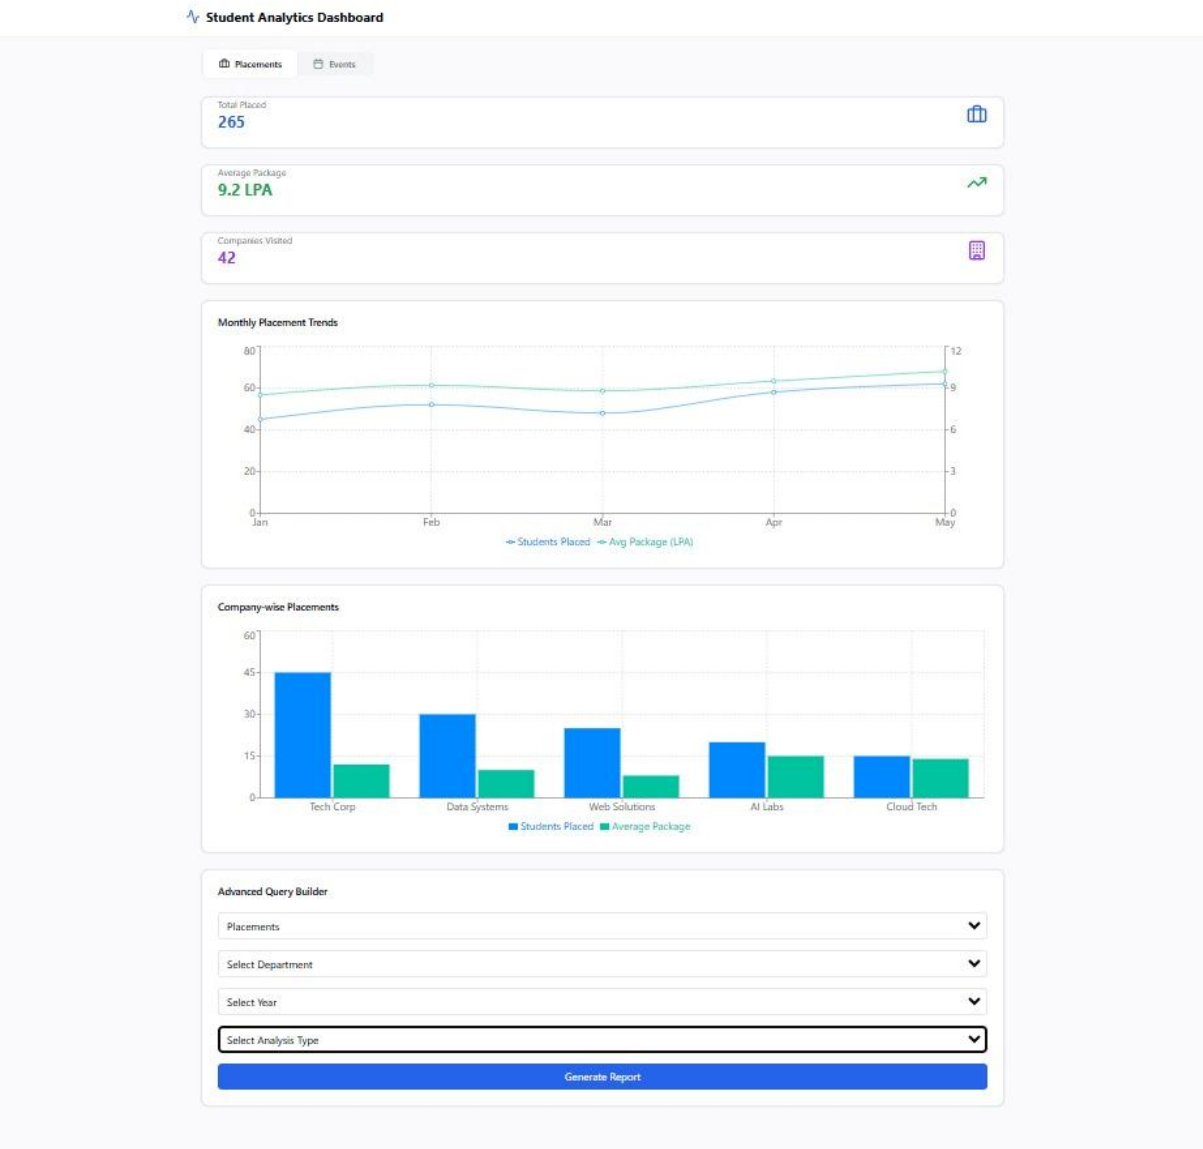 Student Analytics Dashboard
Placements Events
Total Placed
265
Average Package
9.2 LPA
Companies Visited
42
Monthly Placement Trends
80 12
60 9
40 6
20 3
0 0
Jan Feb Mar Apr May
Students Placed Avg Package (LPA)
Company-wise Placements
60
45
30
15
0
Tech Corp Data Systems Web Solutions AI Labs Cloud Tech
Students Placed Average Package
Advanced Query Builder
Placements
Select Department
Select Year
Select Analysis Type
Generate Report